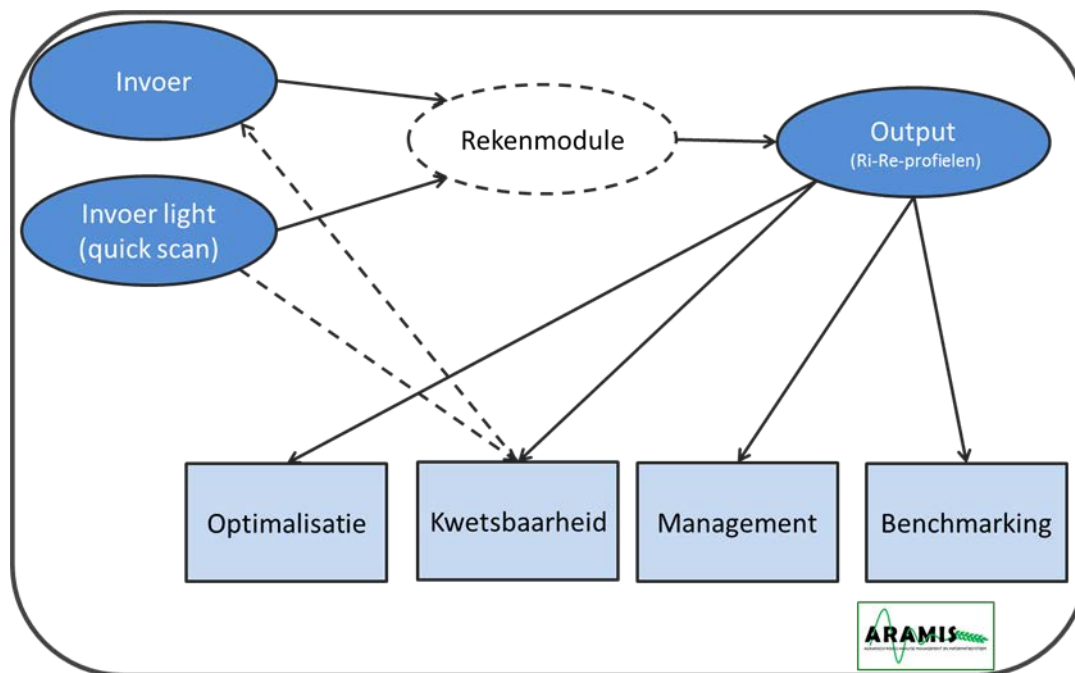 Invoer
Rekenmodule
Output
(Ri-Re-profielen)
Invoer light
(quick scan)
Optimalisatie
Kwetsbaarheid
Management
Benchmarking
ARAMIS